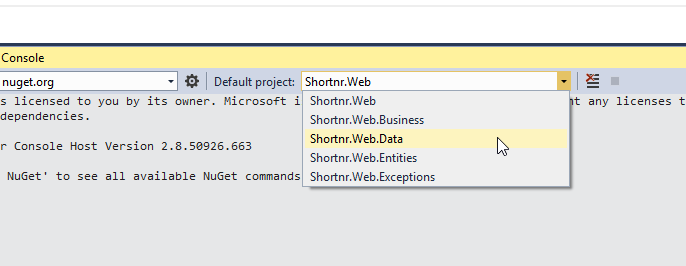 Console
nuget.org Default project: Shortnr.Web
Shortnr.Web
s licensed to you by its owner. Microsoft i nt any licenses t
Shortnr.Web.Business
dependencies.
Shortnr.Web.Data
r Console Host Version 2.8.50926.663
Shortnr.Web.Entities
NuGet' to see all available NuGet commands
Shortnr.Web.Exceptions